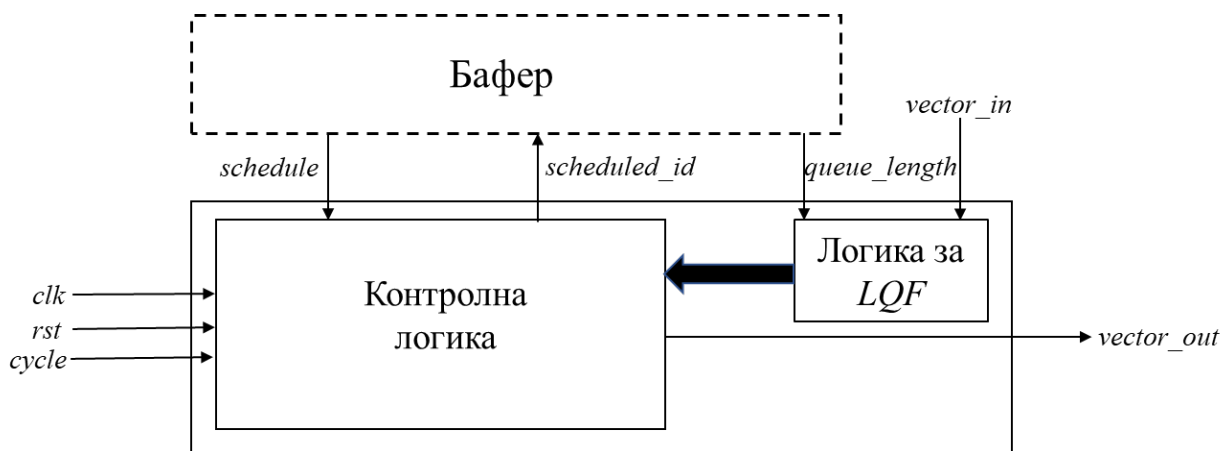 Бафер
vector_in
schedule
scheduled_id
queue_length
Логика за
LQF
Контролна
логика
clk
rst
cycle
vector_out